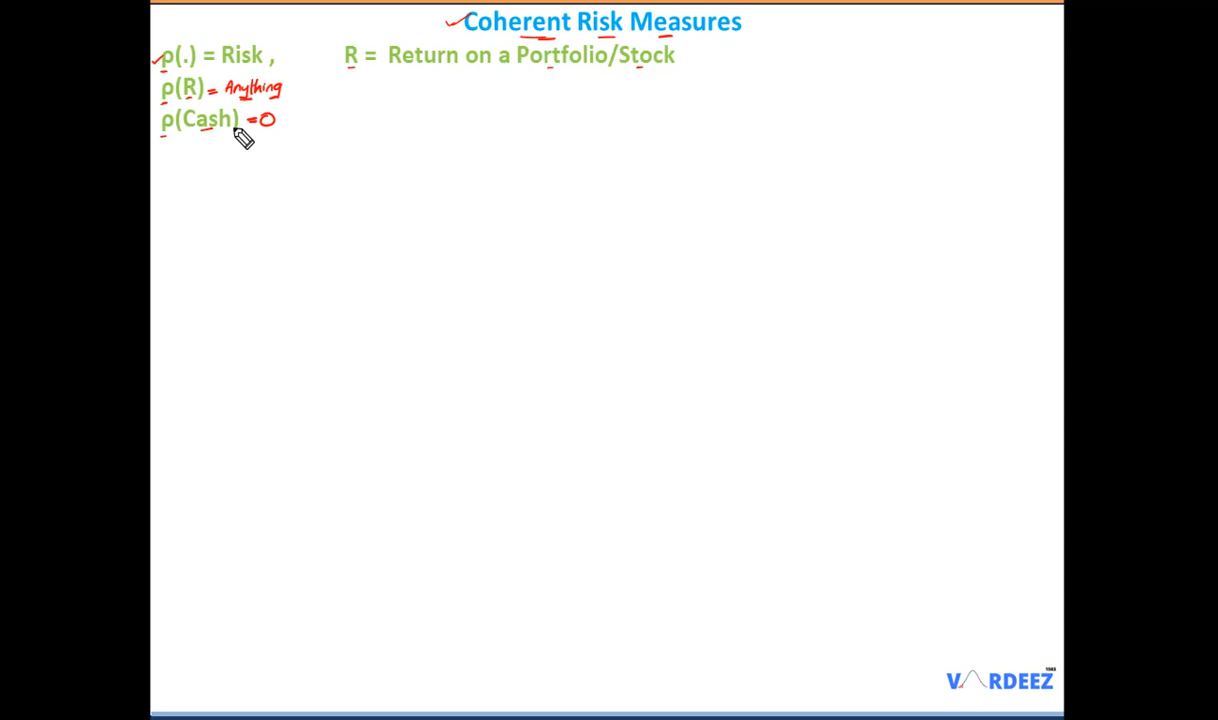 Coherent Risk Measures
ρ(.) = Risk , R = Return on a Portfolio/Stock
ρ(R) = Anything
ρ(Cash) = 0
VARDEEZ